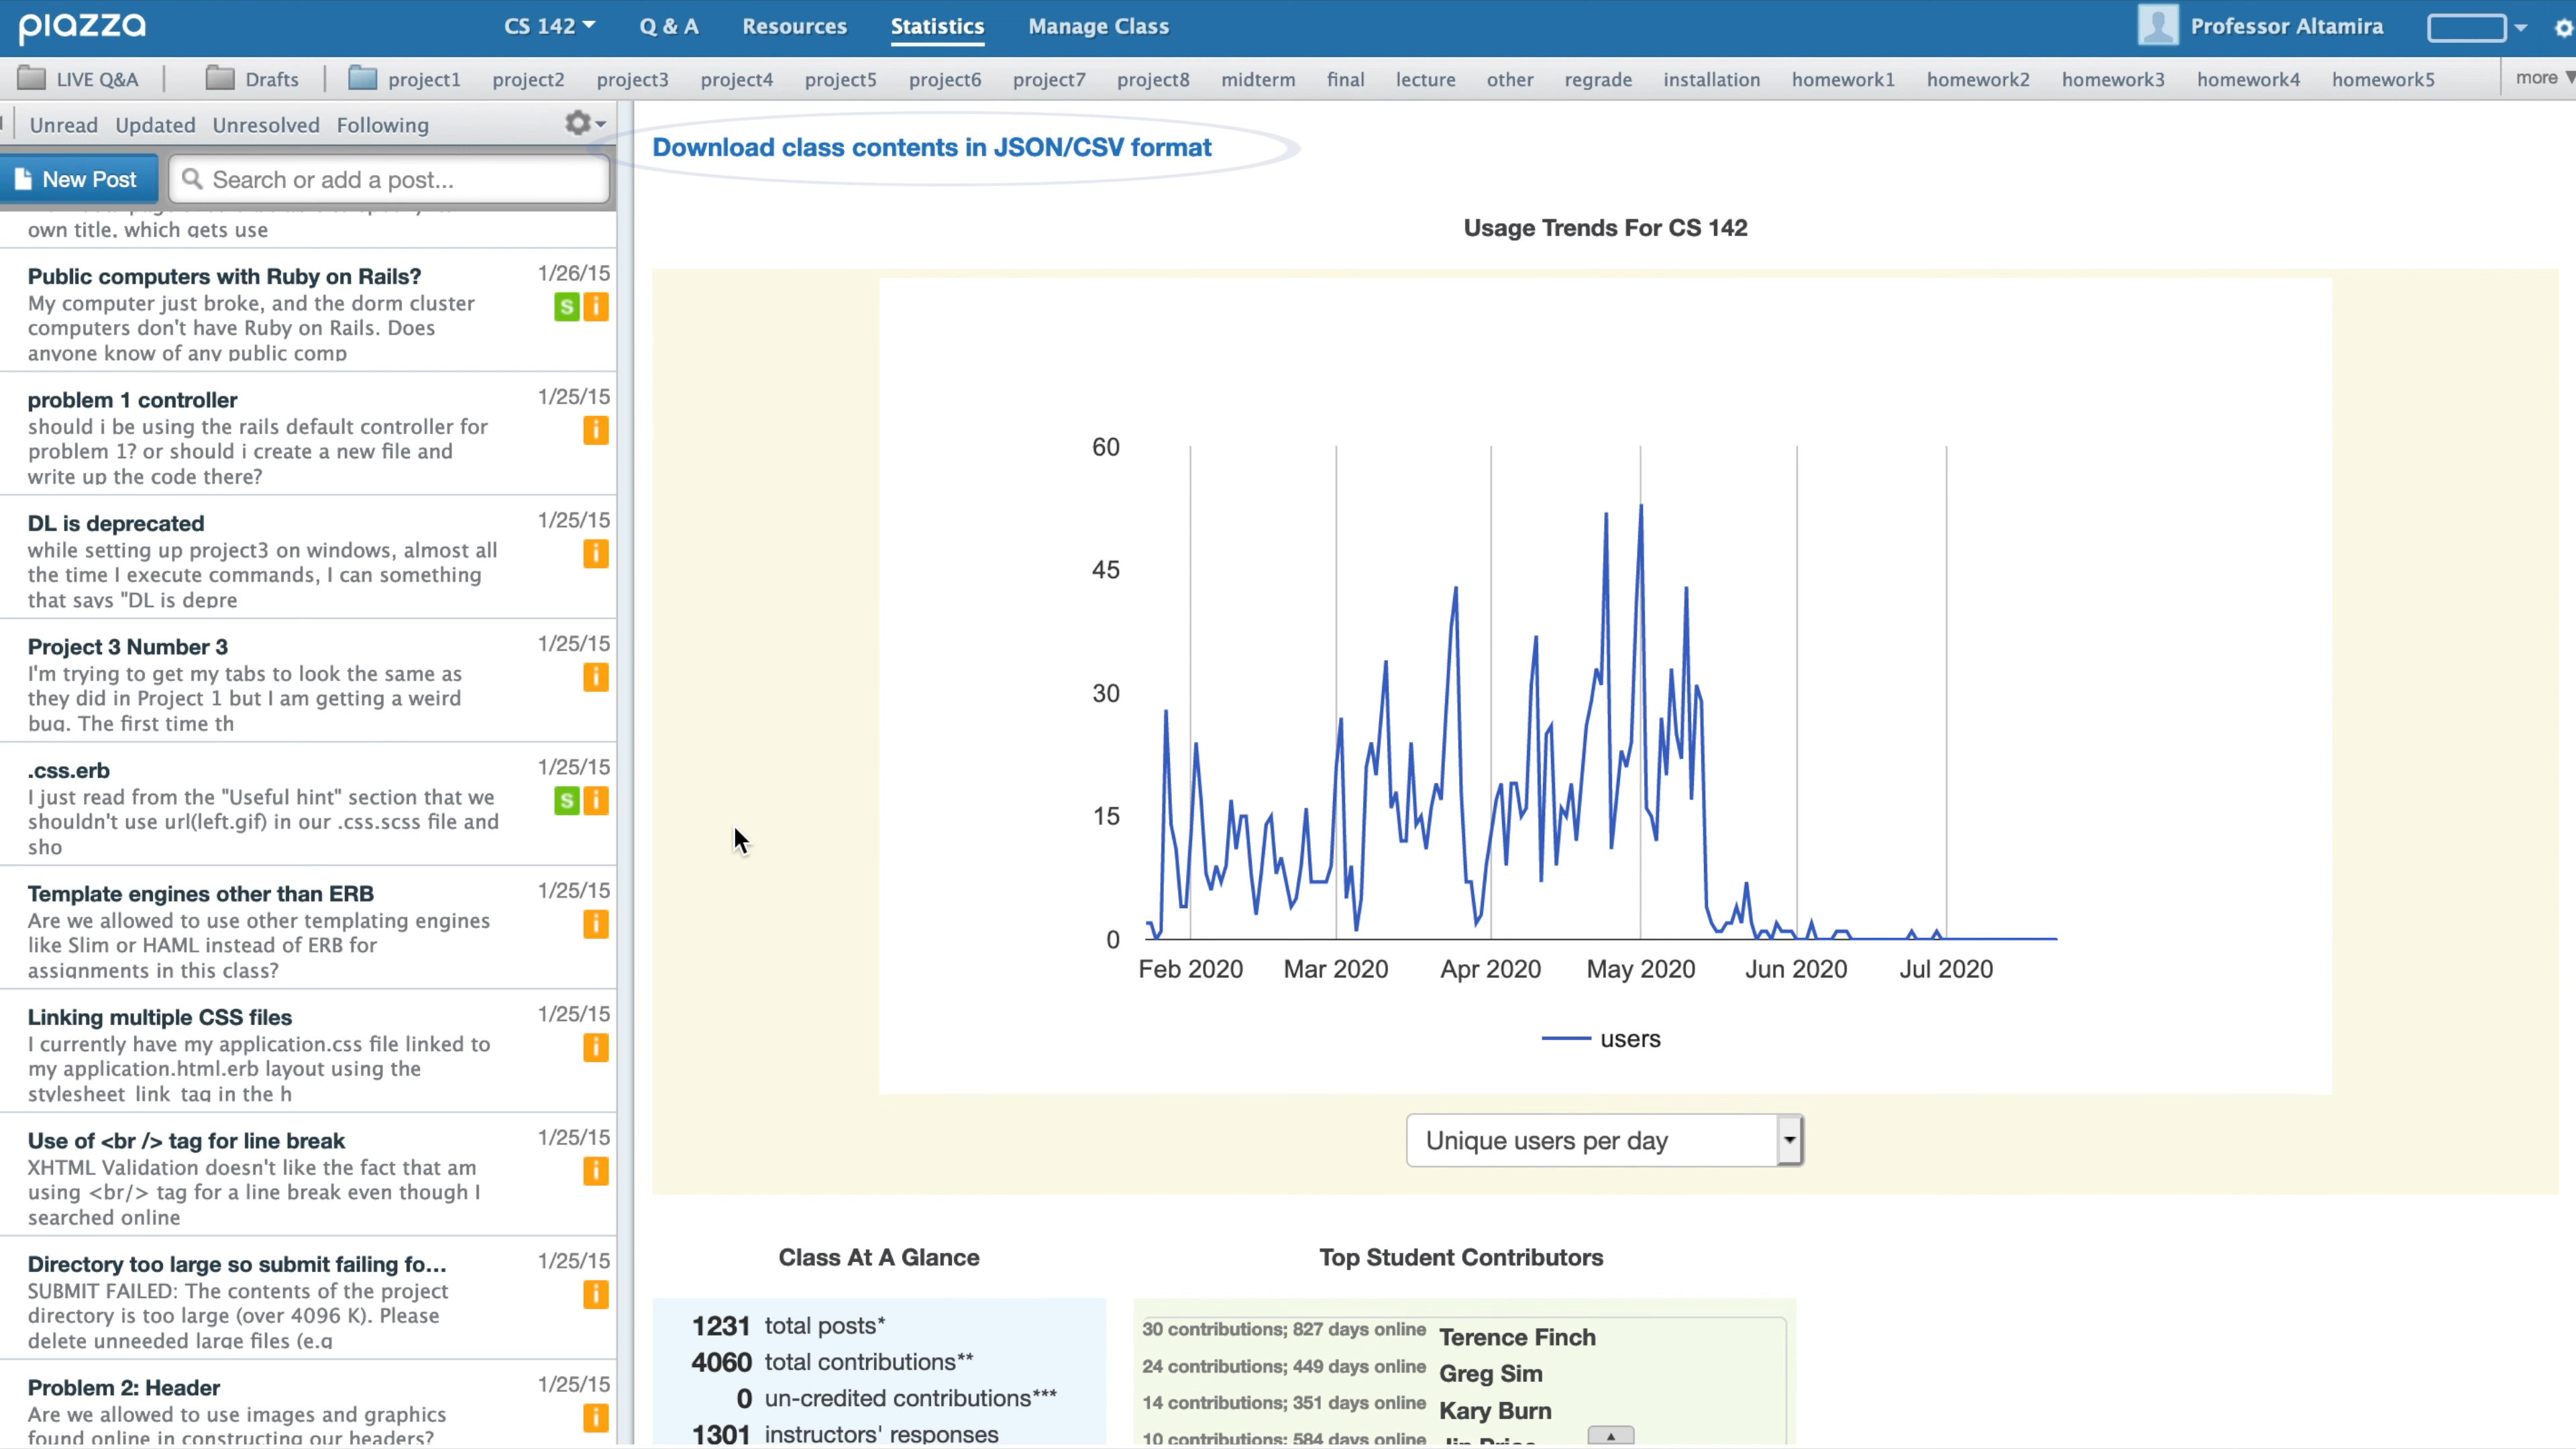 piazza
CS 142
Q & A
Resources
Statistics
Manage Class
Professor Altamira
LIVE Q&A
Drafts
project1
project2
project3
project4
project5
project6
project7
project8
midterm
final
lecture
other
regrade
installation
homework1
homework2
homework3
homework4
homework5
more
Unread
Updated
Unresolved
Following
New Post
Search or add a post...
own title, which gets use
Public computers with Ruby on Rails?
1/26/15
My computer just broke, and the dorm cluster
computers don't have Ruby on Rails. Does
anyone know of any public comp
S i
problem 1 controller
1/25/15
should i be using the rails default controller for
problem 1? or should i create a new file and
write up the code there?
i
DL is deprecated
1/25/15
while setting up project3 on windows, almost all
the time I execute commands, I can something
that says "DL is depre
i
Project 3 Number 3
1/25/15
I'm trying to get my tabs to look the same as
they did in Project 1 but I am getting a weird
bug. The first time th
i
.css.erb
1/25/15
I just read from the "Useful hint" section that we
shouldn't use url(left.gif) in our .css.scss file and
sho
S i
Template engines other than ERB
1/25/15
Are we allowed to use other templating engines
like Slim or HAML instead of ERB for
assignments in this class?
i
Linking multiple CSS files
1/25/15
I currently have my application.css file linked to
my application.html.erb layout using the
stylesheet_link_tag in the h
i
Use of <br /> tag for line break
1/25/15
XHTML Validation doesn't like the fact that am
using <br/> tag for a line break even though I
searched online
i
Directory too large so submit failing fo...
1/25/15
SUBMIT FAILED: The contents of the project
directory is too large (over 4096 K). Please
delete unneeded large files (e.g
i
Problem 2: Header
1/25/15
Are we allowed to use images and graphics
found online in constructing our headers?
i
Download class contents in JSON/CSV format
Usage Trends For CS 142
60
45
30
15
0
Feb 2020
Mar 2020
Apr 2020
May 2020
Jun 2020
Jul 2020
users
Unique users per day
Class At A Glance
1231 total posts*
4060 total contributions**
0 un-credited contributions***
1301 instructors' responses
Top Student Contributors
30 contributions; 827 days online Terence Finch
24 contributions; 449 days online Greg Sim
14 contributions; 351 days online Kary Burn
10 contributions; 584 days online